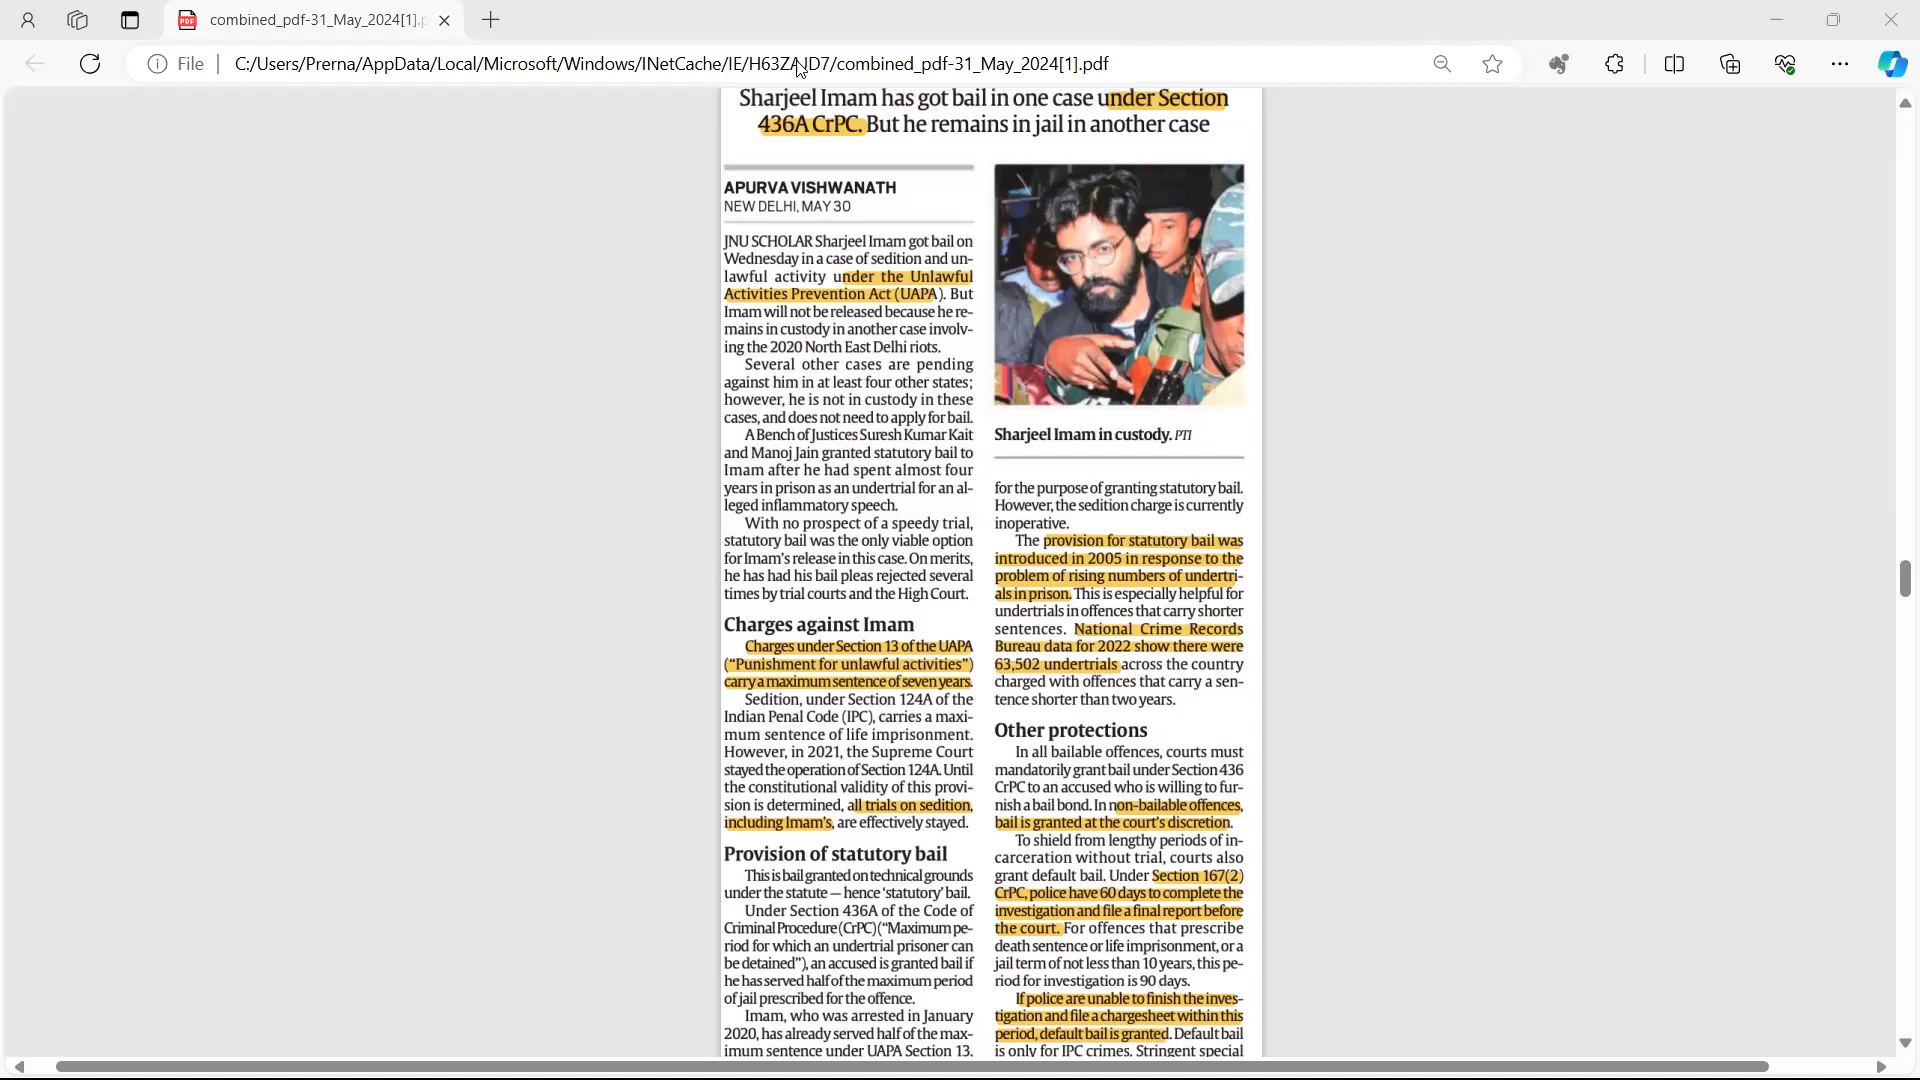 combined_pdf-31_May_2024[1].p
File
C:/Users/Prerna/AppData/Local/Microsoft/Windows/INetCache/IE/H63ZAND7/combined_pdf-31_May_2024[1].pdf
Sharjeel Imam has got bail in one case under Section
436A CrPC. But he remains in jail in another case
APURVA VISHWANATH
NEW DELHI, MAY 30
JNU SCHOLAR Sharjeel Imam got bail on
Wednesday in a case of sedition and un-
lawful activity under the Unlawful
Activities Prevention Act (UAPA). But
Imam will not be released because he re-
mains in custody in another case involv-
ing the 2020 North East Delhi riots.
Several other cases are pending
against him in at least four other states;
however, he is not in custody in these
cases, and does not need to apply for bail.
A Bench of Justices Suresh Kumar Kait
and Manoj Jain granted statutory bail to
Imam after he had spent almost four
years in prison as an undertrial for an al-
leged inflammatory speech.
With no prospect of a speedy trial,
statutory bail was the only viable option
for Imam's release in this case. On merits,
he has had his bail pleas rejected several
times by trial courts and the High Court.
Charges against Imam
Charges under Section 13 of the UAPA
("Punishment for unlawful activities")
carry a maximum sentence of seven years.
Sedition, under Section 124A of the
Indian Penal Code (IPC), carries a maxi-
mum sentence of life imprisonment.
However, in 2021, the Supreme Court
stayed the operation of Section 124A. Until
the constitutional validity of this provi-
sion is determined, all trials on sedition,
including Imam's, are effectively stayed.
Provision of statutory bail
This is bail granted on technical grounds
under the statute — hence 'statutory' bail.
Under Section 436A of the Code of
Criminal Procedure (CrPC) ("Maximum pe-
riod for which an undertrial prisoner can
be detained"), an accused is granted bail if
he has served half of the maximum period
of jail prescribed for the offence.
Imam, who was arrested in January
2020, has already served half of the max-
imum sentence under UAPA Section 13.
Sharjeel Imam in custody. PTI
for the purpose of granting statutory bail.
However, the sedition charge is currently
inoperative.
The provision for statutory bail was
introduced in 2005 in response to the
problem of rising numbers of undertri-
als in prison. This is especially helpful for
undertrials in offences that carry shorter
sentences. National Crime Records
Bureau data for 2022 show there were
63,502 undertrials across the country
charged with offences that carry a sen-
tence shorter than two years.
Other protections
In all bailable offences, courts must
mandatorily grant bail under Section 436
CrPC to an accused who is willing to fur-
nish a bail bond. In non-bailable offences,
bail is granted at the court's discretion.
To shield from lengthy periods of in-
carceration without trial, courts also
grant default bail. Under Section 167(2)
CrPC, police have 60 days to complete the
investigation and file a final report before
the court. For offences that prescribe
death sentence or life imprisonment, or a
jail term of not less than 10 years, this pe-
riod for investigation is 90 days.
If police are unable to finish the inves-
tigation and file a chargesheet within this
period, default bail is granted. Default bail
is only for IPC crimes. Stringent special